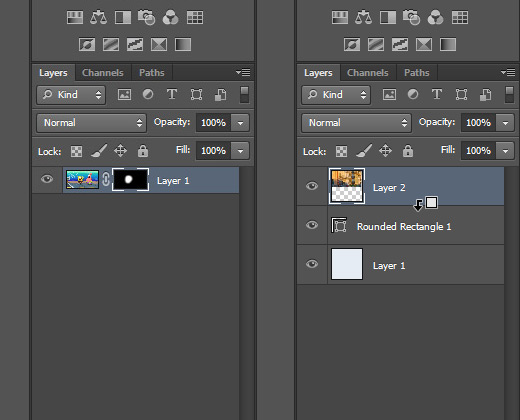 Layers Channels Paths
Kind
Normal Opacity: 100%
Lock: Fill: 100%
Layer 1
Layers Channels Paths
Kind
Normal Opacity: 100%
Lock: Fill: 100%
Layer 2
Rounded Rectangle 1
Layer 1